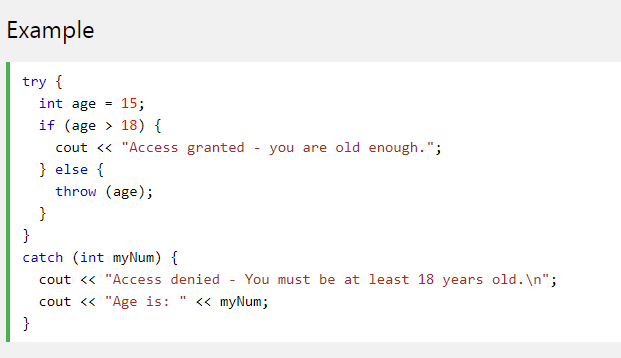 Example
try {
  int age = 15;
  if (age > 18) {
    cout << "Access granted - you are old enough.";
  } else {
    throw (age);
  }
}
catch (int myNum) {
  cout << "Access denied - You must be at least 18 years old.\n";
  cout << "Age is: " << myNum;
}